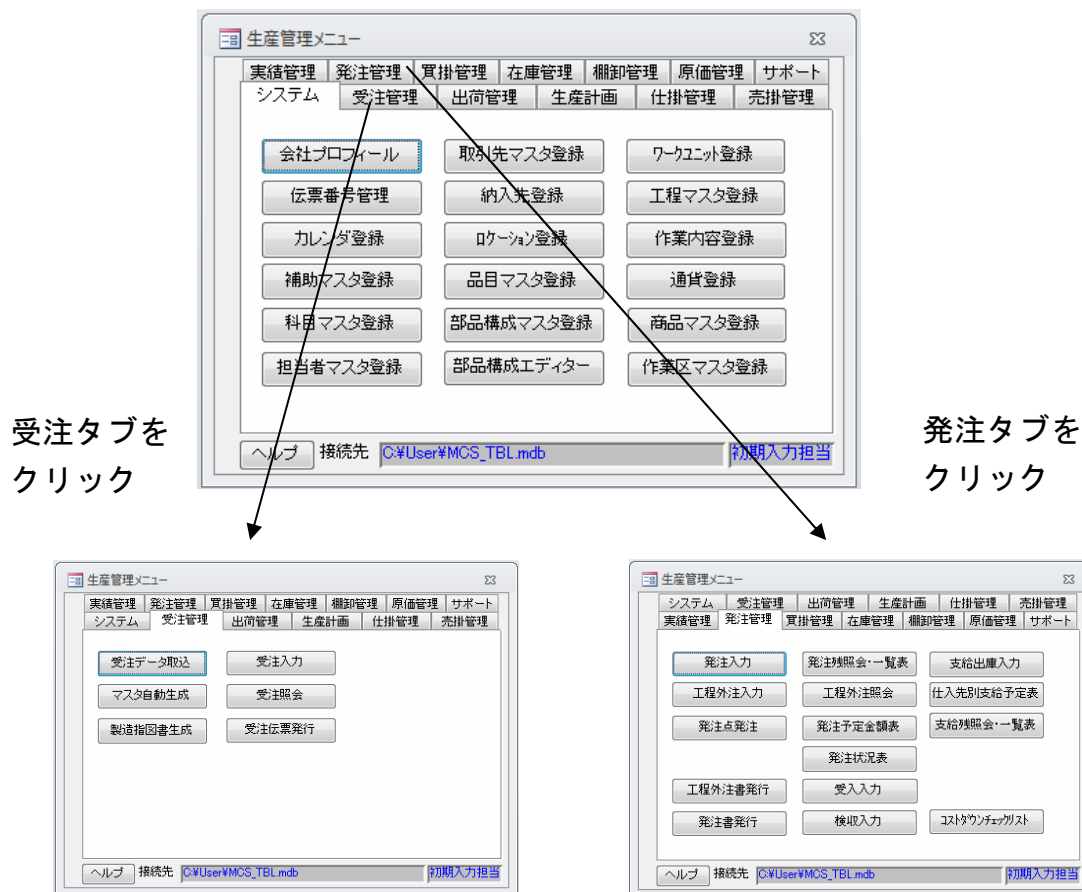 生産管理メニュー
実績管理 発注管理 買掛管理 在庫管理 棚卸管理 原価管理 サポート
システム 受注管理 出荷管理 生産計画 仕掛管理 売掛管理
会社プロフィール 取引先マスタ登録 ワークユニット登録
伝票番号管理 納入先登録 工程マスタ登録
カレンダ登録 ロケーション登録 作業内容登録
補助マスタ登録 品目マスタ登録 通貨登録
科目マスタ登録 部品構成マスタ登録 商品マスタ登録
担当者マスタ登録 部品構成エディター 作業区マスタ登録
ヘルプ 接続先 C:¥User¥MCS_TBL.mdb 初期入力担当
受注タブを
クリック
発注タブを
クリック
生産管理メニュー
実績管理 発注管理 買掛管理 在庫管理 棚卸管理 原価管理 サポート
システム 受注管理 出荷管理 生産計画 仕掛管理 売掛管理
受注データ取込 受注入力
マスタ自動生成 受注照会
製造指図書生成 受注伝票発行
ヘルプ 接続先 C:¥User¥MCS_TBL.mdb 初期入力担当
生産管理メニュー
システム 受注管理 出荷管理 生産計画 仕掛管理 売掛管理
実績管理 発注管理 買掛管理 在庫管理 棚卸管理 原価管理 サポート
発注入力 発注残照会・一覧表 支給出庫入力
工程外注入力 工程外注照会 仕入先別支給予定表
発注点発注 発注予定金額表 支給残照会・一覧表
発注状況表
工程外注書発行 受入入力
発注書発行 検収入力 コストダウンチェックリスト
ヘルプ 接続先 C:¥User¥MCS_TBL.mdb 初期入力担当